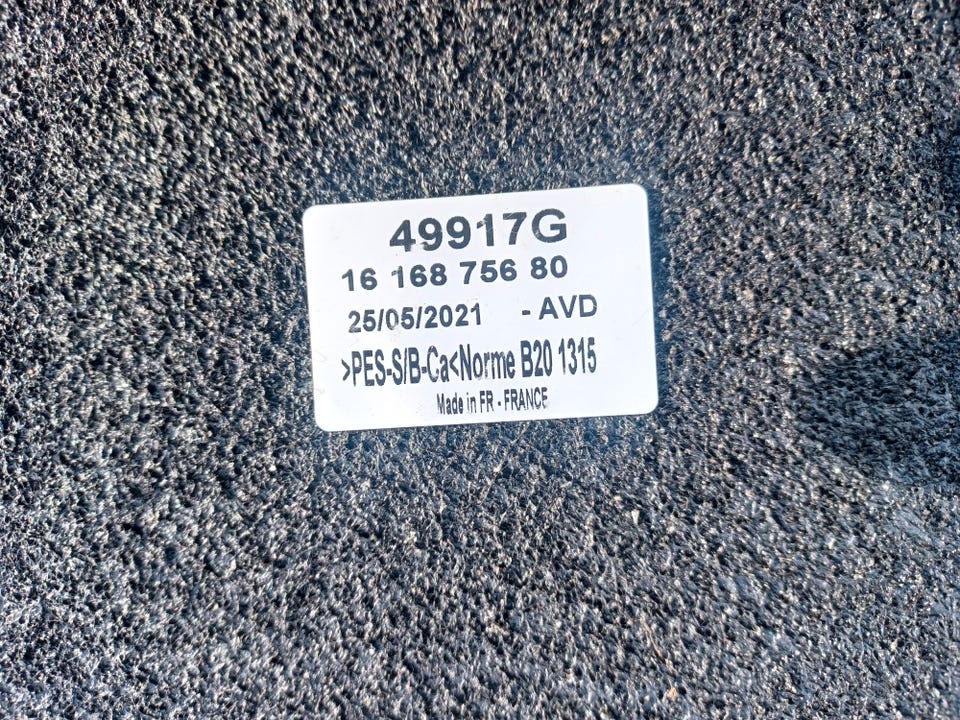 49917G
16 168 756 80
25/05/2021 - AVD
>PES-S/B-Ca<Norme B20 1315
Made in FR - FRANCE